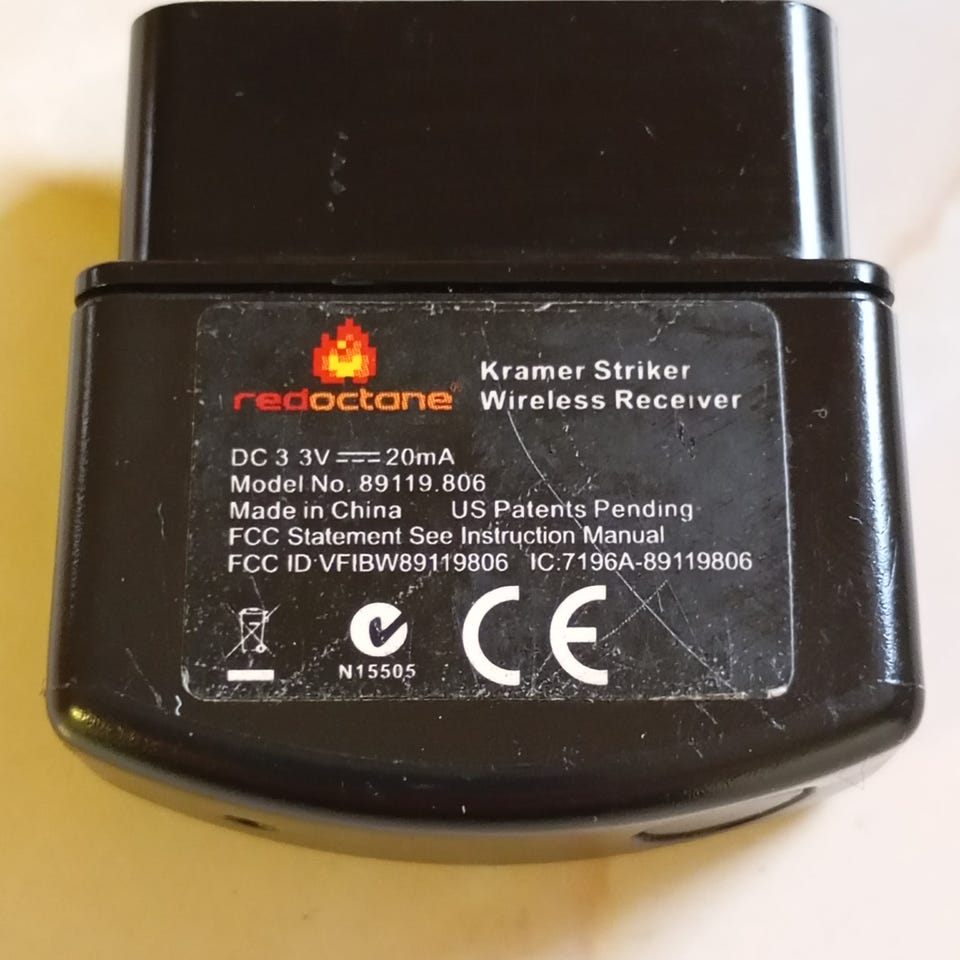 redoctane®
Kramer Striker
Wireless Receiver
DC 3 3V ⎓ 20mA
Model No. 89119.806
Made in China US Patents Pending
FCC Statement See Instruction Manual
FCC ID VFIBW89119806 IC:7196A-89119806
N15505
CE